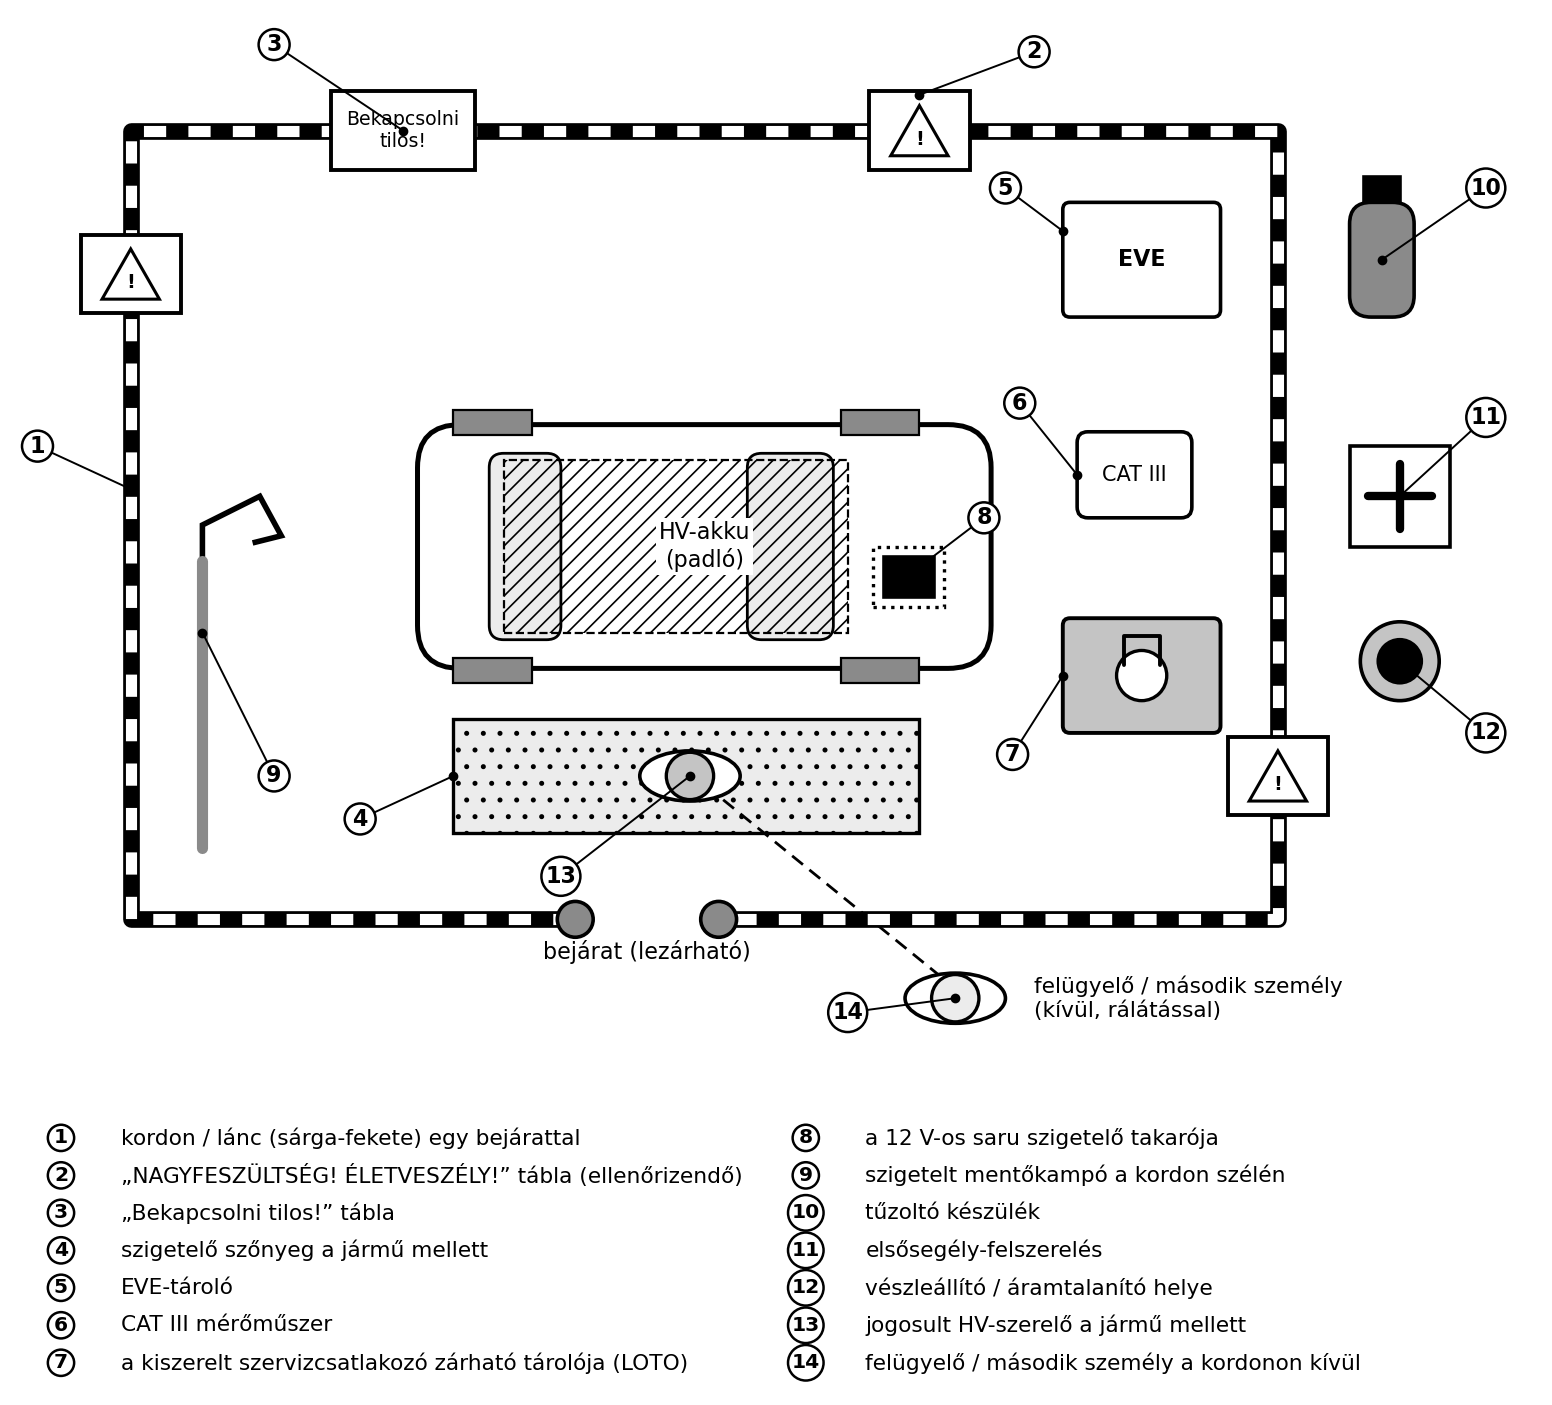 3
2
Bekapcsolni
tilos!
!
5
10
EVE
!
1
6
11
CAT III
8
HV-akku
(padló)
9
7
12
!
4
13
bejárat (lezárható)
14
felügyelő / második személy
(kívül, rálátással)
1 kordon / lánc (sárga-fekete) egy bejárattal
2 „NAGYFESZÜLTSÉG! ÉLETVESZÉLY!” tábla (ellenőrizendő)
3 „Bekapcsolni tilos!” tábla
4 szigetelő szőnyeg a jármű mellett
5 EVE-tároló
6 CAT III mérőműszer
7 a kiszerelt szervizcsatlakozó zárható tárolója (LOTO)
8 a 12 V-os saru szigetelő takarója
9 szigetelt mentőkampó a kordon szélén
10 tűzoltó készülék
11 elsősegély-felszerelés
12 vészleállító / áramtalanító helye
13 jogosult HV-szerelő a jármű mellett
14 felügyelő / második személy a kordonon kívül